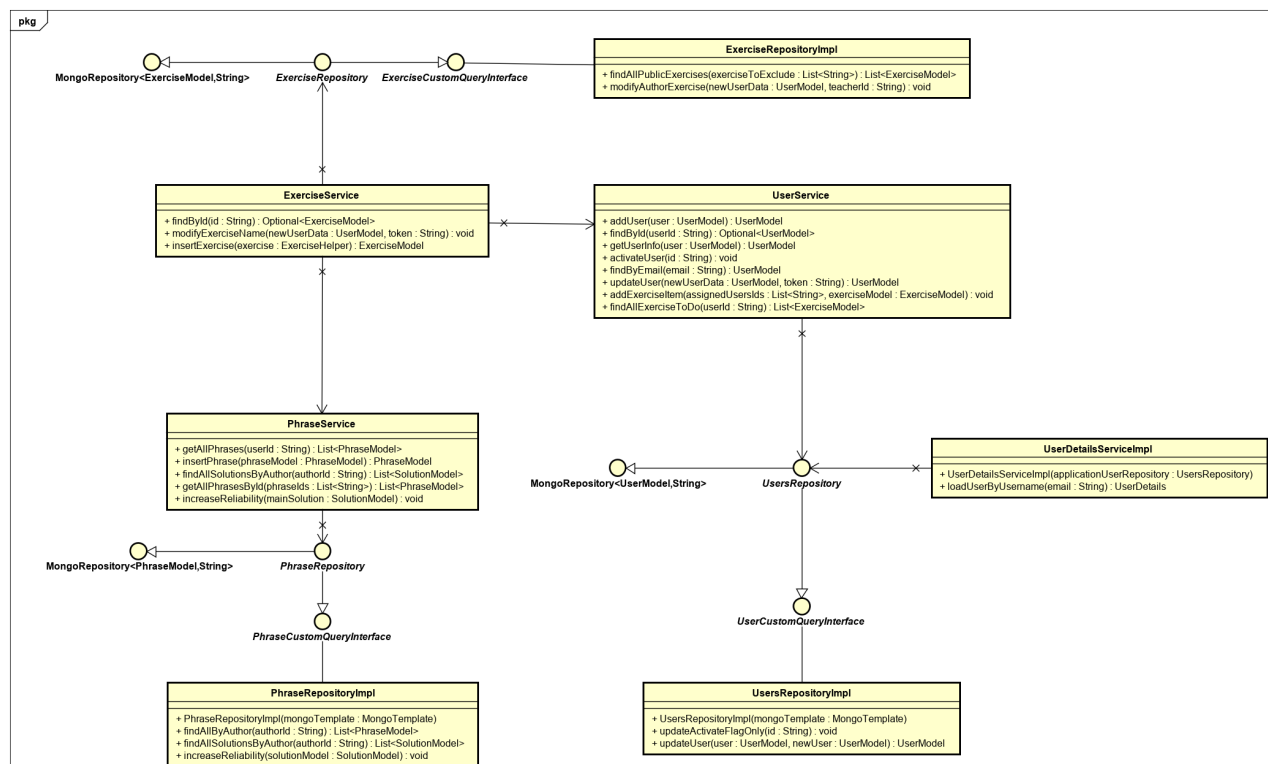 pkg
ExerciseRepositoryImpl
+ findAllPublicExercises(exerciseToExclude : List<String>) : List<ExerciseModel>
+ modifyAuthorExercise(newUserData : UserModel, teacherId : String) : void
MongoRepository<ExerciseModel,String>
ExerciseRepository
ExerciseCustomQueryInterface
ExerciseService
+ findById(id : String) : Optional<ExerciseModel>
+ modifyExerciseName(newUserData : UserModel, token : String) : void
+ insertExercise(exercise : ExerciseHelper) : ExerciseModel
UserService
+ addUser(user : UserModel) : UserModel
+ findById(userId : String) : Optional<UserModel>
+ getUserInfo(user : UserModel) : UserModel
+ activateUser(id : String) : void
+ findByEmail(email : String) : UserModel
+ updateUser(newUserData : UserModel, token : String) : UserModel
+ addExerciseItem(assignedUsersIds : List<String>, exerciseModel : ExerciseModel) : void
+ findAllExerciseToDo(userId : String) : List<ExerciseModel>
PhraseService
+ getAllPhrases(userId : String) : List<PhraseModel>
+ insertPhrase(phraseModel : PhraseModel) : PhraseModel
+ findAllSolutionsByAuthor(authorId : String) : List<SolutionModel>
+ getAllPhrasesById(phraseIds : List<String>) : List<PhraseModel>
+ increaseReliability(mainSolution : SolutionModel) : void
UserDetailsServiceImpl
+ UserDetailsServiceImpl(applicationUserRepository : UsersRepository)
+ loadUserByUsername(email : String) : UserDetails
MongoRepository<UserModel,String>
UsersRepository
MongoRepository<PhraseModel,String>
PhraseRepository
PhraseCustomQueryInterface
UserCustomQueryInterface
PhraseRepositoryImpl
+ PhraseRepositoryImpl(mongoTemplate : MongoTemplate)
+ findAllByAuthor(authorId : String) : List<PhraseModel>
+ findAllSolutionsByAuthor(authorId : String) : List<SolutionModel>
+ increaseReliability(solutionModel : SolutionModel) : void
UsersRepositoryImpl
+ UsersRepositoryImpl(mongoTemplate : MongoTemplate)
+ updateActivateFlagOnly(id : String) : void
+ updateUser(user : UserModel, newUser : UserModel) : UserModel